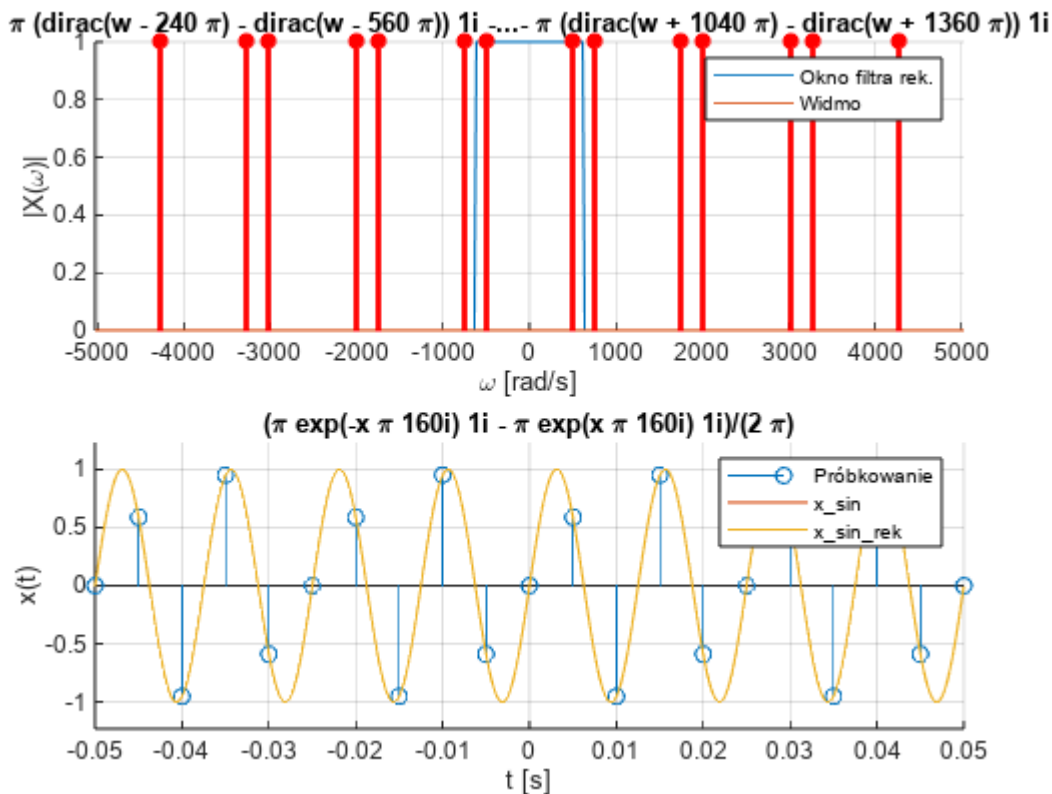 π (dirac(w - 240 π) - dirac(w - 560 π)) 1i -...- π (dirac(w + 1040 π) - dirac(w + 1360 π)) 1i
1
0.8
0.6
0.4
0.2
0
|X(ω)|
Okno filtra rek.
Widmo
-5000 -4000 -3000 -2000 -1000 0 1000 2000 3000 4000 5000
ω [rad/s]
(π exp(-x π 160i) 1i - π exp(x π 160i) 1i)/(2 π)
1
0.5
0
-0.5
-1
x(t)
Próbkowanie
x_sin
x_sin_rek
-0.05 -0.04 -0.03 -0.02 -0.01 0 0.01 0.02 0.03 0.04 0.05
t [s]